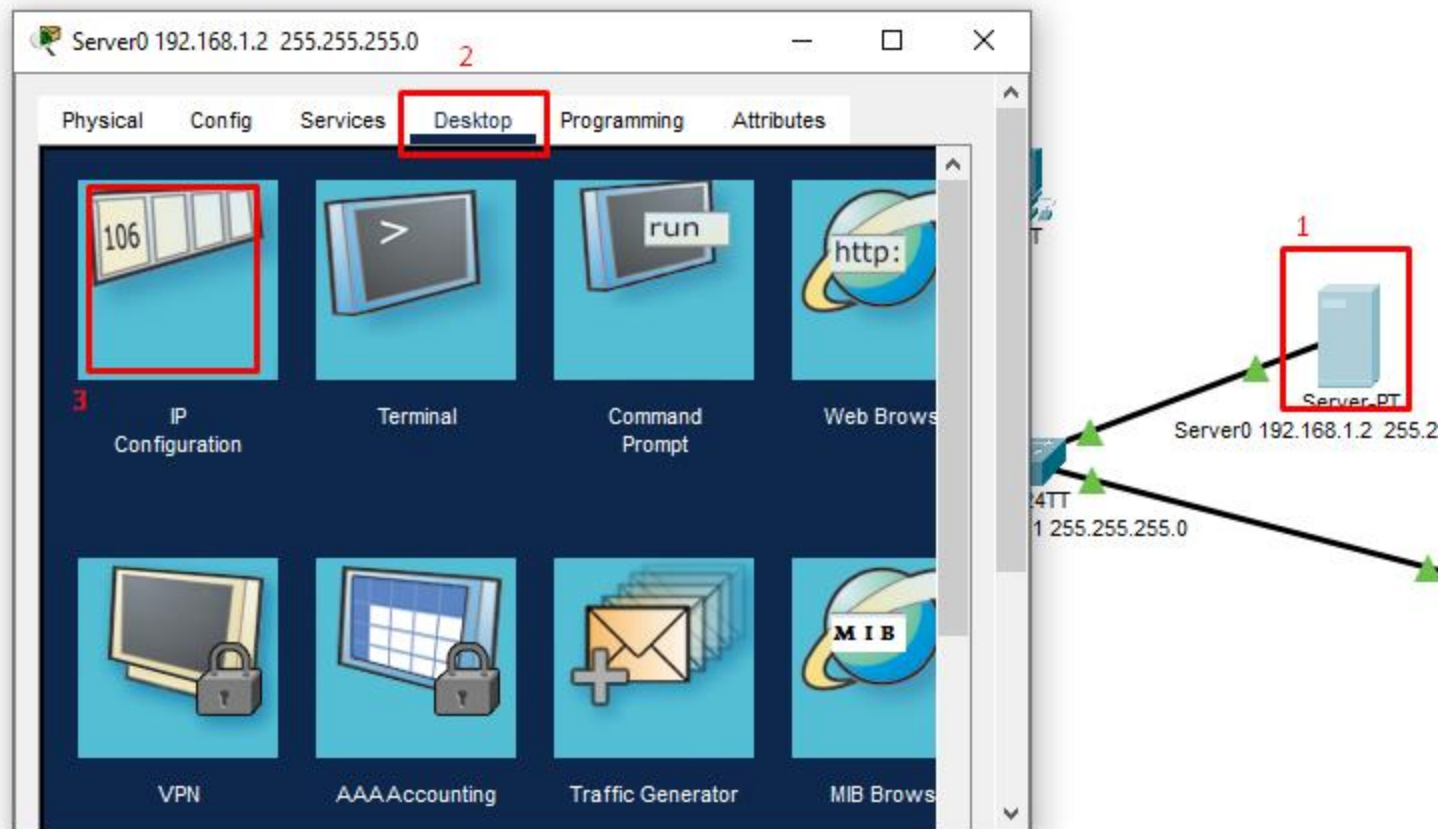 Server0 192.168.1.2 255.255.255.0
2
Physical Config Services Desktop Programming Attributes
106
>
run
http:
3
IP
Configuration
Terminal
Command
Prompt
Web Brows
MIB
VPN
AAA Accounting
Traffic Generator
MIB Brows
T
1
Server-PT
Server0 192.168.1.2 255.2
24TT
1 255.255.255.0